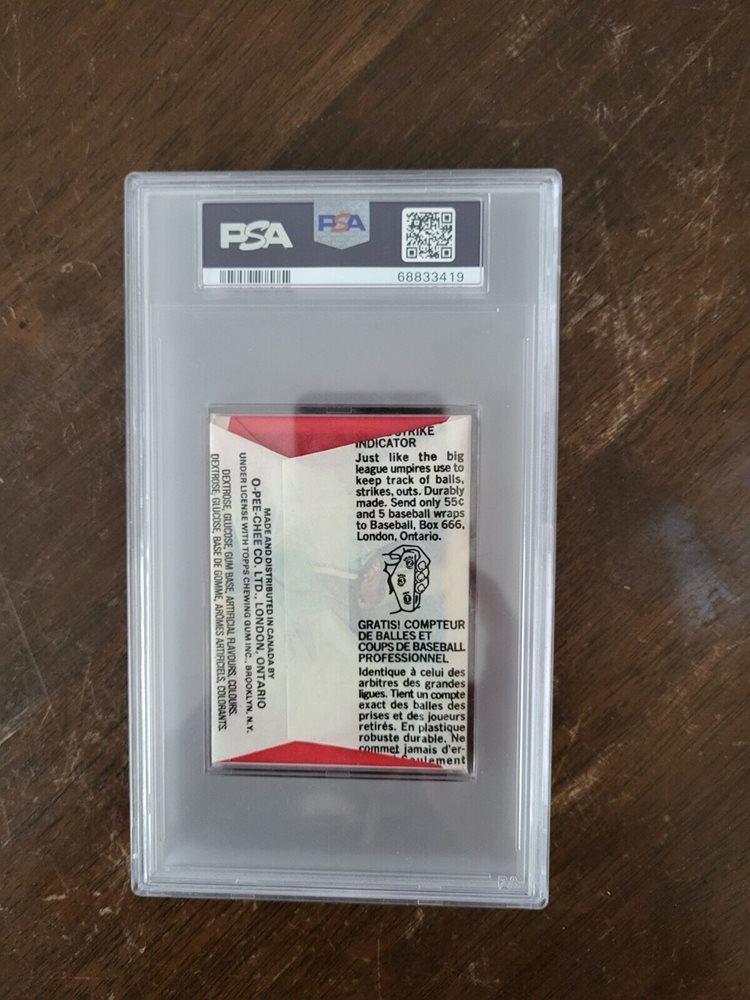 PSA
PSA
68833419
STRIKE
INDICATOR
Just like the big
league umpires use to
keep track of balls,
strikes, outs. Durably
made. Send only 55¢
and 5 baseball wraps
to Baseball, Box 666,
London, Ontario.
GRATIS! COMPTEUR
DE BALLES ET
COUPS DE BASEBALL
PROFESSIONNEL
Identique à celui des
arbitres des grandes
ligues. Tient un compte
exact des balles des
prises et des joueurs
retirés. En plastique
robuste durable. Ne
commet jamais d'er-
Seulement
MADE AND DISTRIBUTED IN CANADA BY
O-PEE-CHEE CO. LTD., LONDON, ONTARIO
UNDER LICENSE WITH TOPPS CHEWING GUM INC., BROOKLYN, N.Y.
DEXTROSE, GLUCOSE, GUM BASE, ARTIFICIAL FLAVOURS, COLOURS.
DEXTROSE, GLUCOSE, BASE DE GOMME, ARÔMES ARTIFICIELS, COLORANTS.